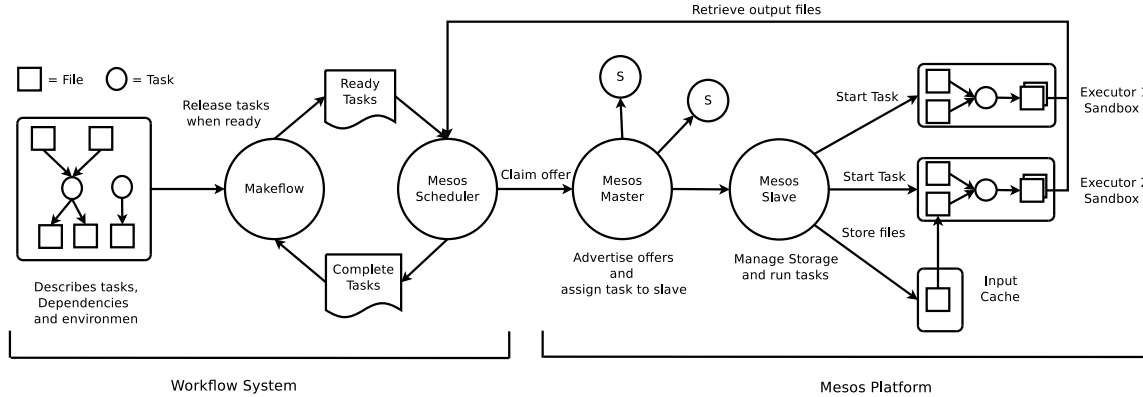 Retrieve output files
= File
= Task
Release tasks
when ready
Ready
Tasks
S
S
Start Task
Executor 1
Sandbox
Makeflow
Mesos
Scheduler
Claim offer
Mesos
Master
Mesos
Slave
Start Task
Executor 2
Sandbox
Store files
Complete
Tasks
Advertise offers
and
assign task to slave
Manage Storage
and run tasks
Input
Cache
Describes tasks,
Dependencies
and environmen
Workflow System
Mesos Platform